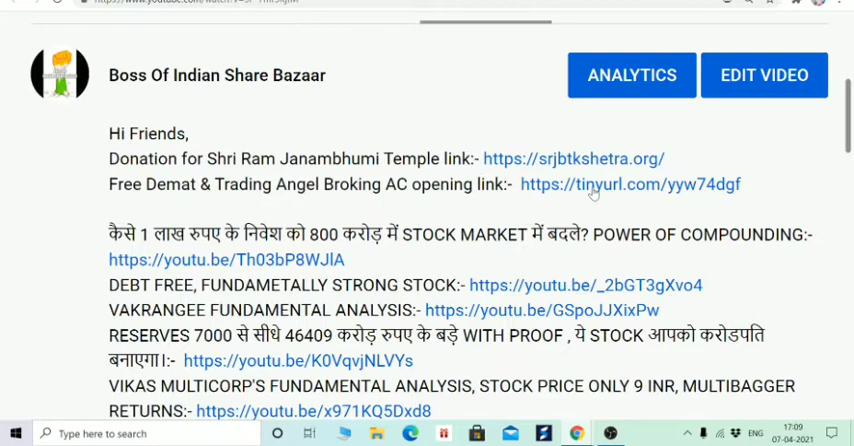 Boss Of Indian Share Bazaar
ANALYTICS
EDIT VIDEO
Hi Friends,
Donation for Shri Ram Janambhumi Temple link:- https://srjbtkshetra.org/
Free Demat & Trading Angel Broking AC opening link:- https://tinyurl.com/yyw74dgf
कैसे 1 लाख रुपए के निवेश को 800 करोड़ में STOCK MARKET में बदले? POWER OF COMPOUNDING:-
https://youtu.be/Th03bP8WJlA
DEBT FREE, FUNDAMETALLY STRONG STOCK:- https://youtu.be/_2bGT3gXvo4
VAKRANGEE FUNDAMENTAL ANALYSIS:- https://youtu.be/GSpoJJXixPw
RESERVES 7000 से सीधे 46409 करोड़ रुपए के बड़े WITH PROOF , ये STOCK आपको करोडपति
बनाएगा।:- https://youtu.be/K0VqvjNLVYs
VIKAS MULTICORP'S FUNDAMENTAL ANALYSIS, STOCK PRICE ONLY 9 INR, MULTIBAGGER
RETURNS:- https://youtu.be/x971KQ5Dxd8
Type here to search
ENG
17:09
07-04-2021